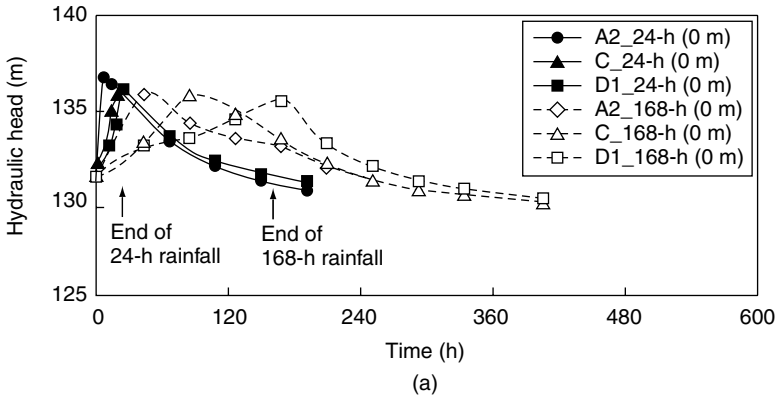 140
135
130
125
Hydraulic head (m)
A2_24-h (0 m)
C_24-h (0 m)
D1_24-h (0 m)
A2_168-h (0 m)
C_168-h (0 m)
D1_168-h (0 m)
End of
24-h rainfall
End of
168-h rainfall
0
120
240
360
480
600
Time (h)
(a)